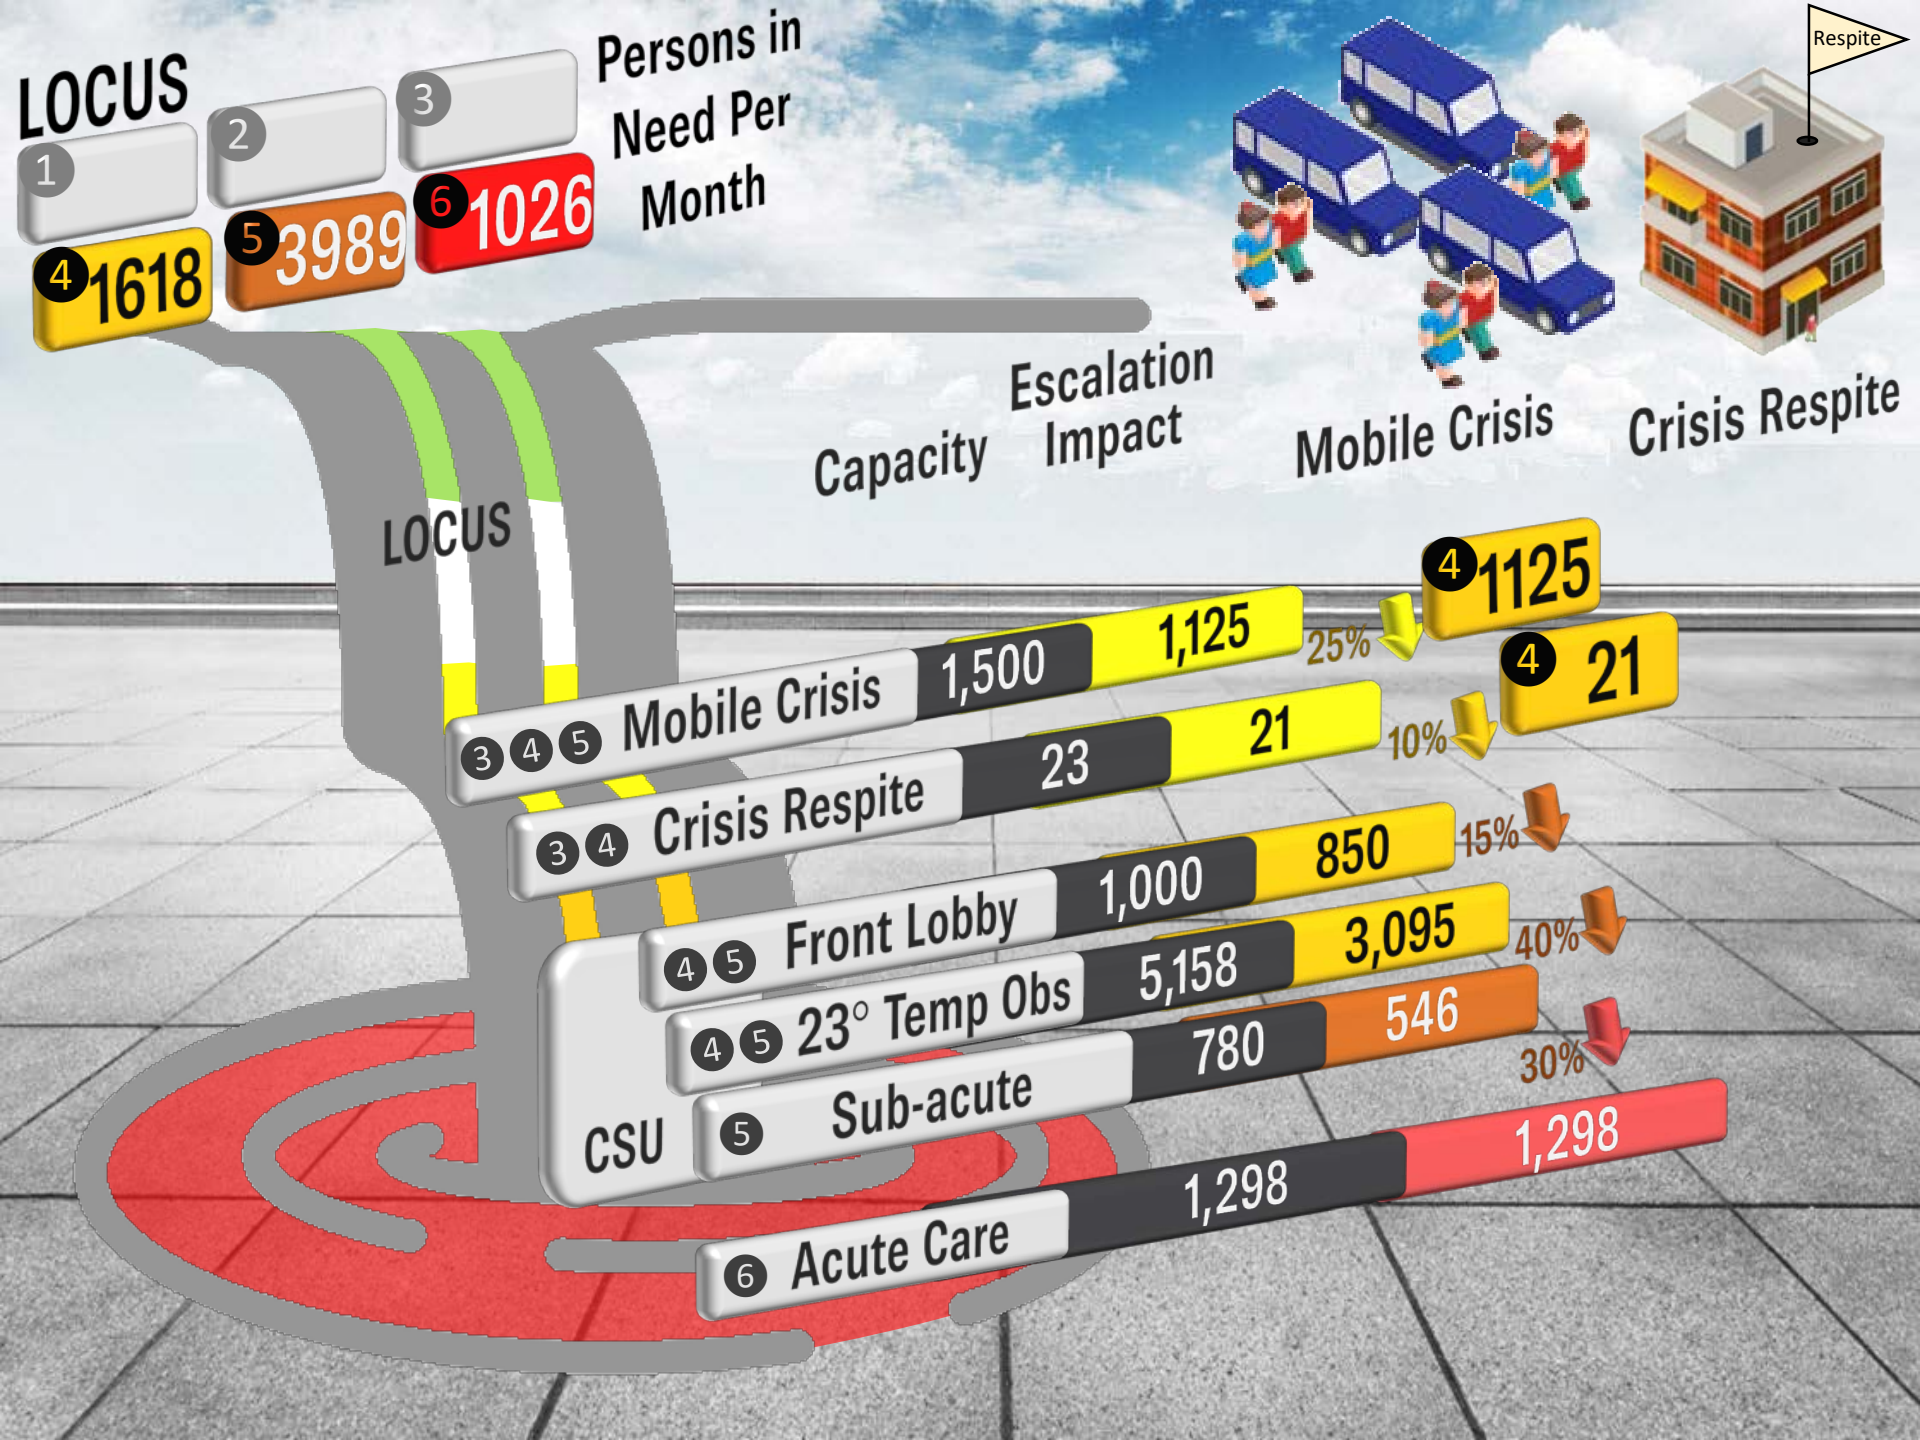 LOCUS
1
2
3
4 1618
5 3989
6 1026
Persons in
Need Per
Month
Respite
Mobile Crisis
Crisis Respite
Capacity
Escalation
Impact
LOCUS
3 4 5 Mobile Crisis 1,500 1,125 25% 4 1125
3 4 Crisis Respite 23 21 10% 4 21
4 5 Front Lobby 1,000 850 15%
4 5 23° Temp Obs 5,158 3,095 40%
5 Sub-acute 780 546 30%
CSU
6 Acute Care 1,298 1,298